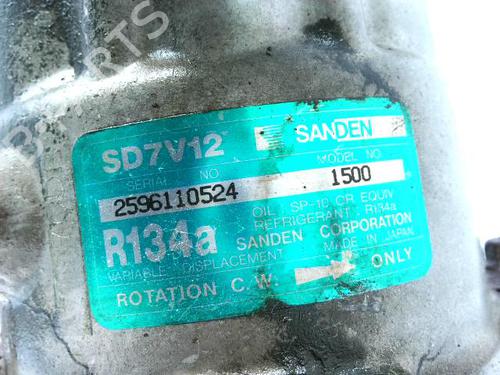 SD7V12 SANDEN
SERIAL NO MODEL NO
2596110524 1500
OIL SP-10 OR EQUIV
REFRIGERANT R134a
R134a SANDEN CORPORATION
VARIABLE DISPLACEMENT MADE IN JAPAN
ROTATION C.W. ONLY
PARTS